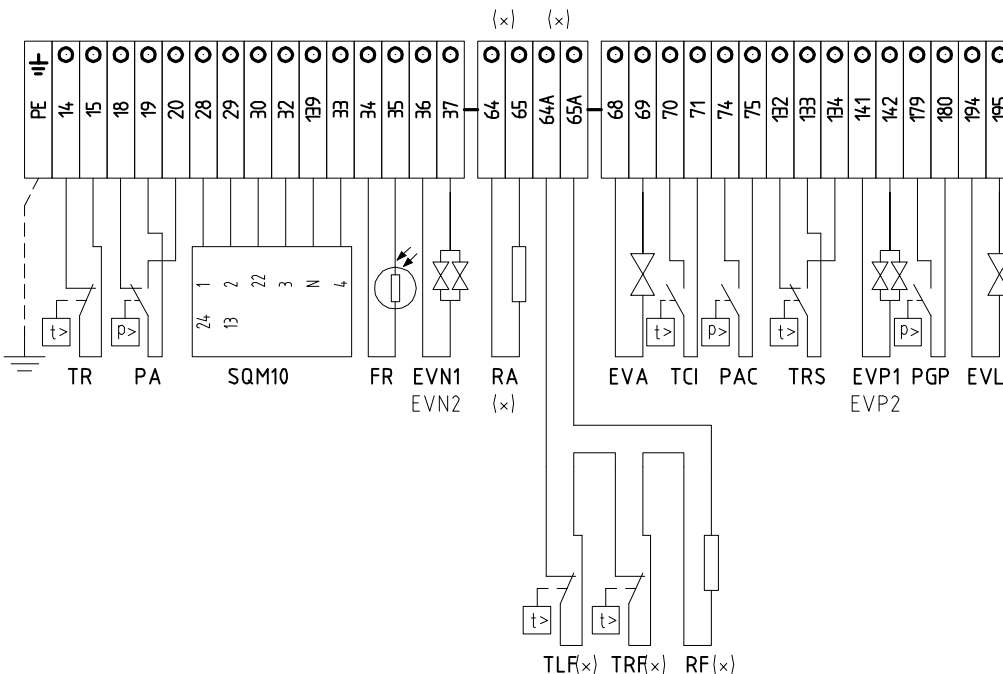 (x) (x)
PE 14 15 18 19 20 28 29 30 32 139 33 34 35 36 37 64 65 64A 65A 68 69 70 71 74 75 132 133 134 141 142 179 180 194 195
1 2 22 3 N 4
24 13
t> p> t> p> t> p>
TR PA SQM10 FR EVN1 RA EVA TCI PAC TRS EVP1 PGP EVL
EVN2 (x) EVP2
t> t>
TLF(x) TRF(x) RF(x)